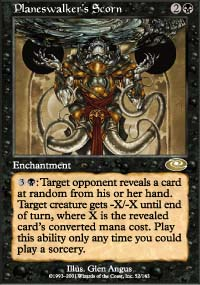 Planeswalker's Scorn 2
Enchantment
3 : Target opponent reveals a card
at random from his or her hand.
Target creature gets -X/-X until end
of turn, where X is the revealed
card's converted mana cost. Play
this ability only any time you could
play a sorcery.
Illus. Glen Angus
©1993-2001 Wizards of the Coast, Inc. 52/143